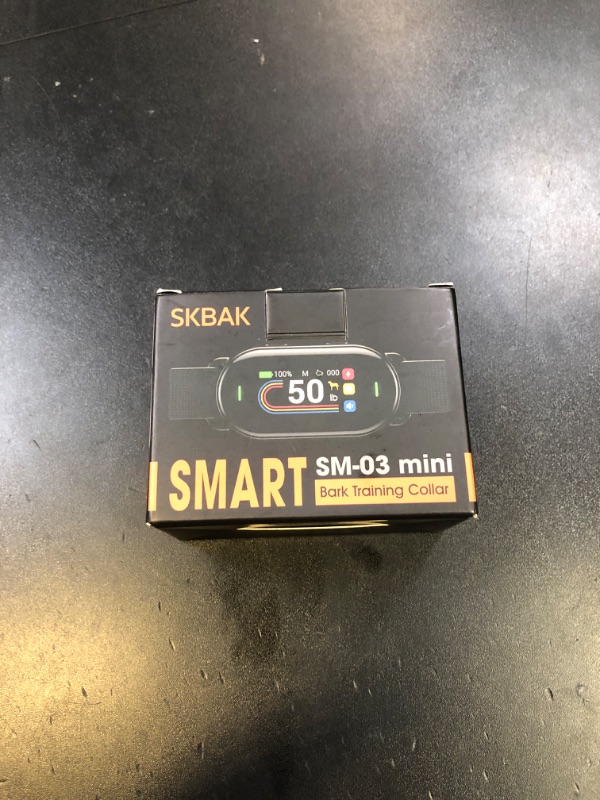 SKBAK
100% M 000
50
lb
SMART
SM-03 mini
Bark Training Collar